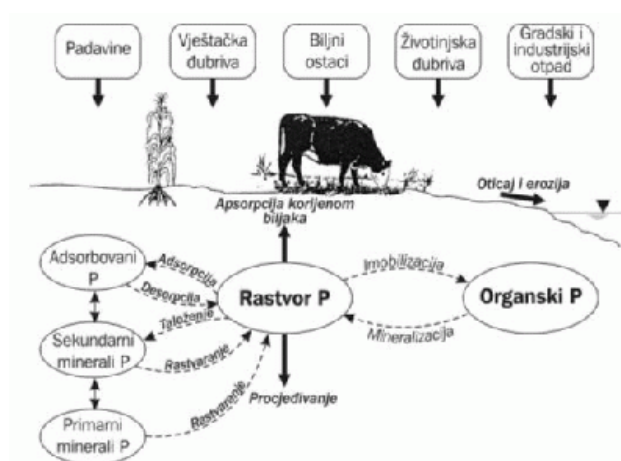 Padavine
Vještačka
đubriva
Biljni
ostaci
Životinjska
đubriva
Gradski i
industrijski
otpad
Oticaj i erozija
Apsorpcija korijenom
biljaka
Adsorbovani
P
Adsorpcija
Desorpcija
Taloženje
Rastvaranje
Rastvaranje
Sekundarni
minerali P
Primarni
minerali P
Rastvor P
Imobilizacija
Mineralizacija
Organski P
Procjeđivanje